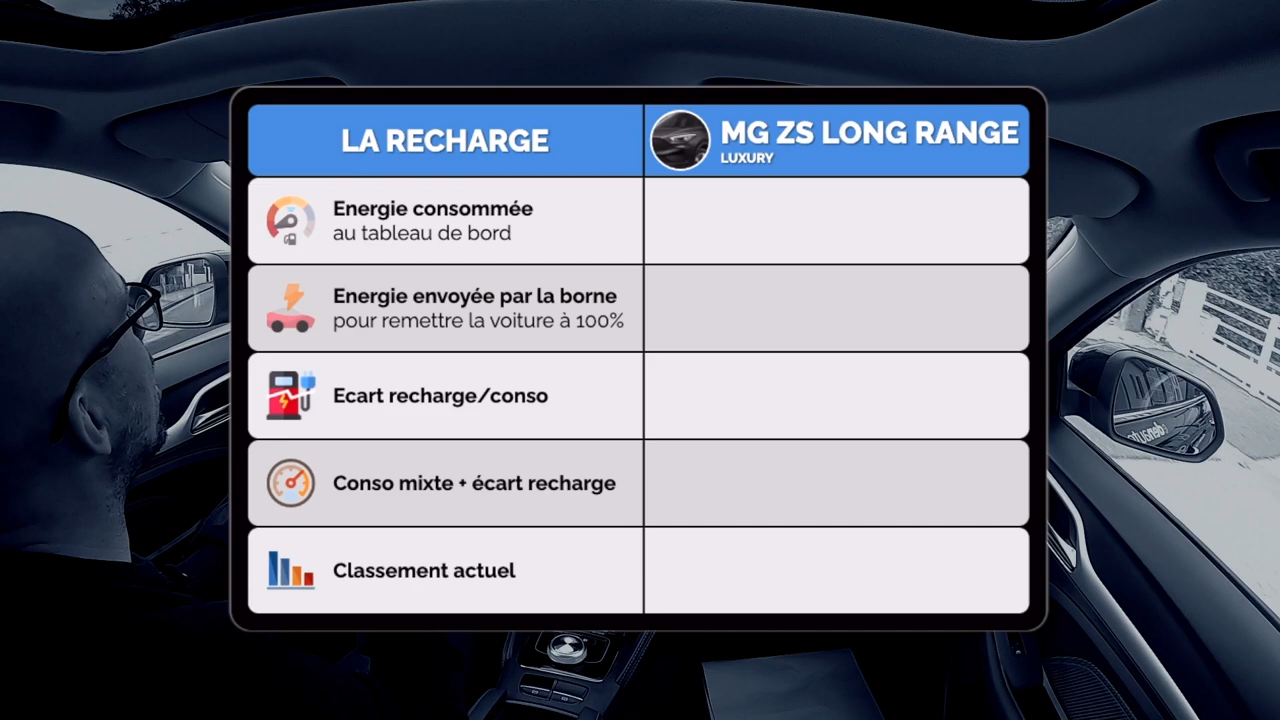 LA RECHARGE
MG ZS LONG RANGE
LUXURY
Energie consommée
au tableau de bord
Energie envoyée par la borne
pour remettre la voiture à 100%
Ecart recharge/conso
Conso mixte + écart recharge
Classement actuel